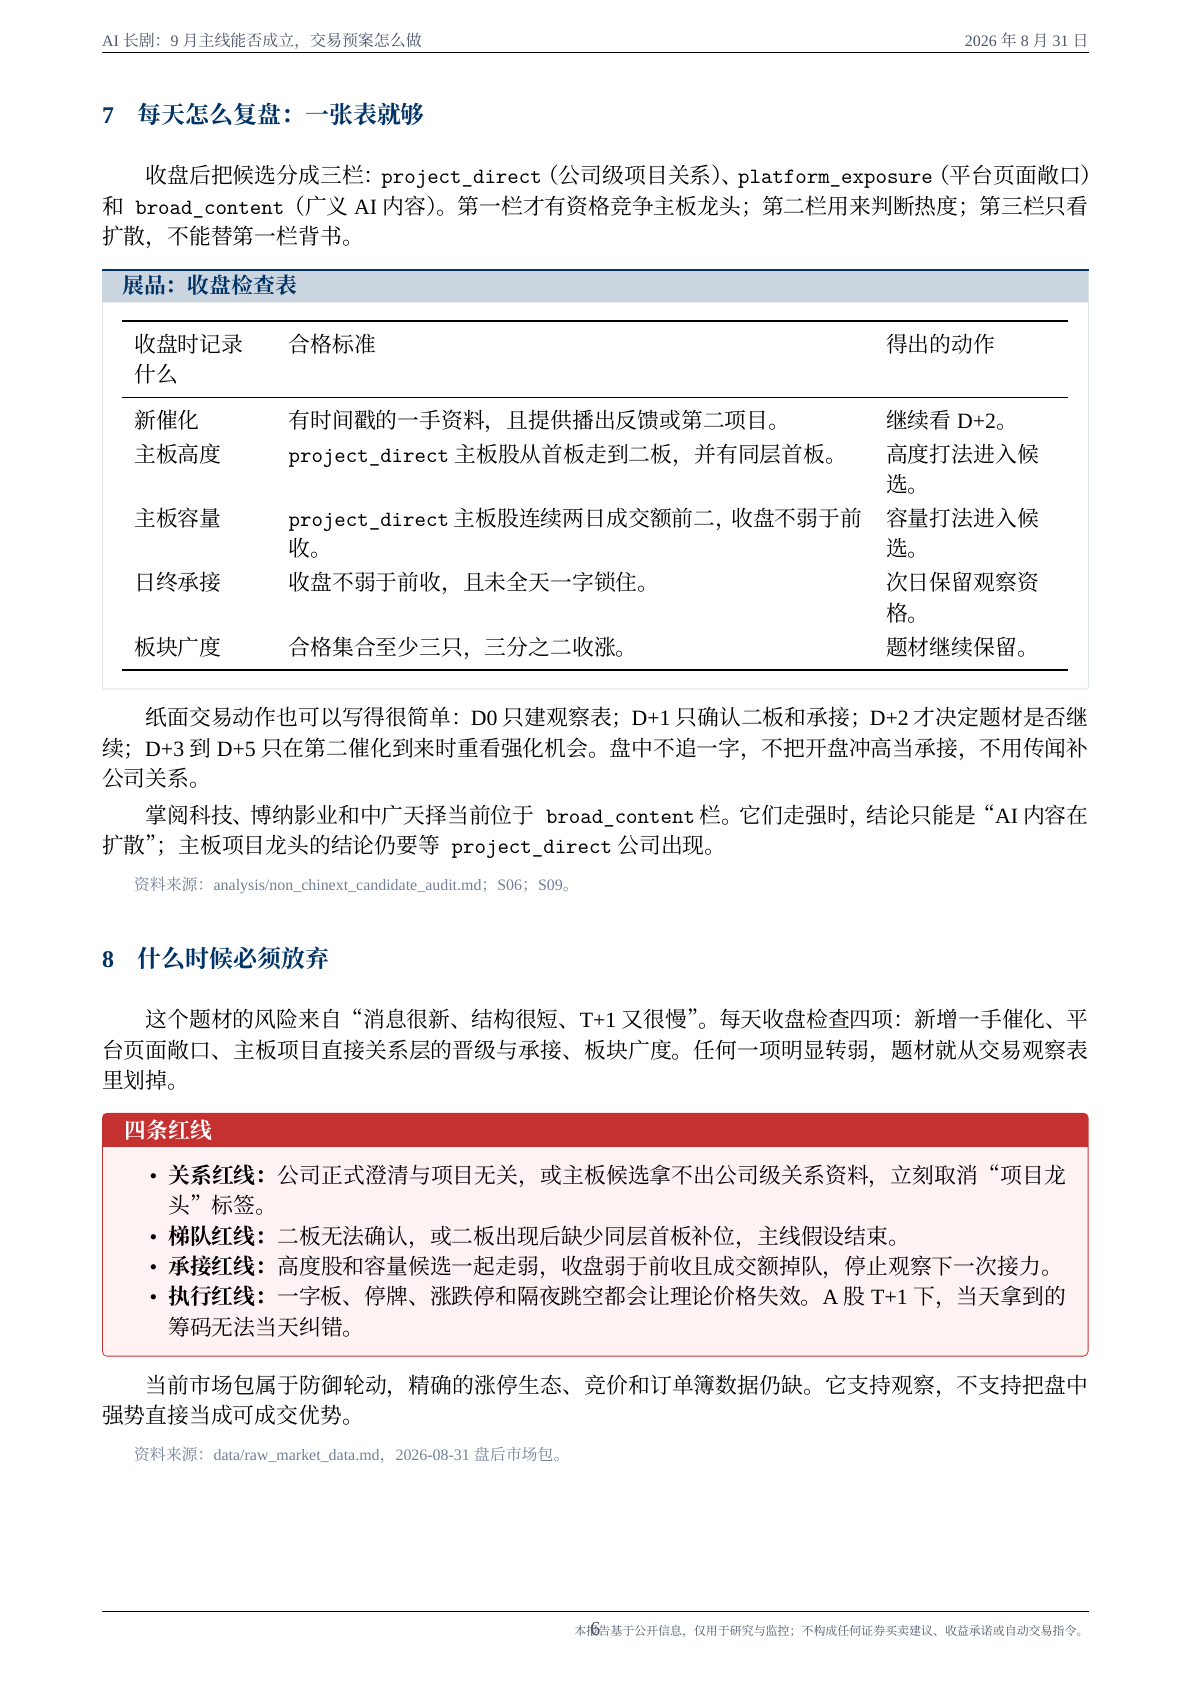 AI 长剧：9 月主线能否成立，交易预案怎么做 2026 年 8 月 31 日
7 每天怎么复盘：一张表就够
收盘后把候选分成三栏：project_direct（公司级项目关系）、platform_exposure（平台页面敞口）
和 broad_content（广义 AI 内容）。第一栏才有资格竞争主板龙头；第二栏用来判断热度；第三栏只看
扩散，不能替第一栏背书。
展品：收盘检查表
收盘时记录 合格标准 得出的动作
什么
新催化 有时间戳的一手资料，且提供播出反馈或第二项目。 继续看 D+2。
主板高度 project_direct 主板股从首板走到二板，并有同层首板。 高度打法进入候
选。
主板容量 project_direct 主板股连续两日成交额前二，收盘不弱于前 容量打法进入候
收。 选。
日终承接 收盘不弱于前收，且未全天一字锁住。 次日保留观察资
格。
板块广度 合格集合至少三只，三分之二收涨。 题材继续保留。
纸面交易动作也可以写得很简单：D0 只建观察表；D+1 只确认二板和承接；D+2 才决定题材是否继
续；D+3 到 D+5 只在第二催化到来时重看强化机会。盘中不追一字，不把开盘冲高当承接，不用传闻补
公司关系。
掌阅科技、博纳影业和中广天择当前位于 broad_content 栏。它们走强时，结论只能是“AI 内容在
扩散”；主板项目龙头的结论仍要等 project_direct 公司出现。
资料来源：analysis/non_chinext_candidate_audit.md；S06；S09。
8 什么时候必须放弃
这个题材的风险来自“消息很新、结构很短、T+1 又很慢”。每天收盘检查四项：新增一手催化、平
台页面敞口、主板项目直接关系层的晋级与承接、板块广度。任何一项明显转弱，题材就从交易观察表
里划掉。
四条红线
• 关系红线：公司正式澄清与项目无关，或主板候选拿不出公司级关系资料，立刻取消“项目龙
头”标签。
• 梯队红线：二板无法确认，或二板出现后缺少同层首板补位，主线假设结束。
• 承接红线：高度股和容量候选一起走弱，收盘弱于前收且成交额掉队，停止观察下一次接力。
• 执行红线：一字板、停牌、涨跌停和隔夜跳空都会让理论价格失效。A 股 T+1 下，当天拿到的
筹码无法当天纠错。
当前市场包属于防御轮动，精确的涨停生态、竞价和订单簿数据仍缺。它支持观察，不支持把盘中
强势直接当成可成交优势。
资料来源：data/raw_market_data.md，2026-08-31 盘后市场包。
6
本报告基于公开信息，仅用于研究与监控；不构成任何证券买卖建议、收益承诺或自动交易指令。